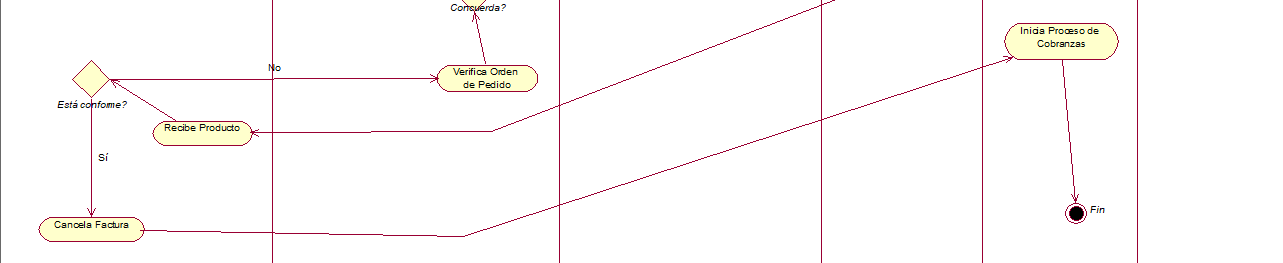 Concuerda?
Inicia Proceso de
Cobranzas
No
Verifica Orden
de Pedido
Está conforme?
Recibe Producto
Sí
Cancela Factura
Fin